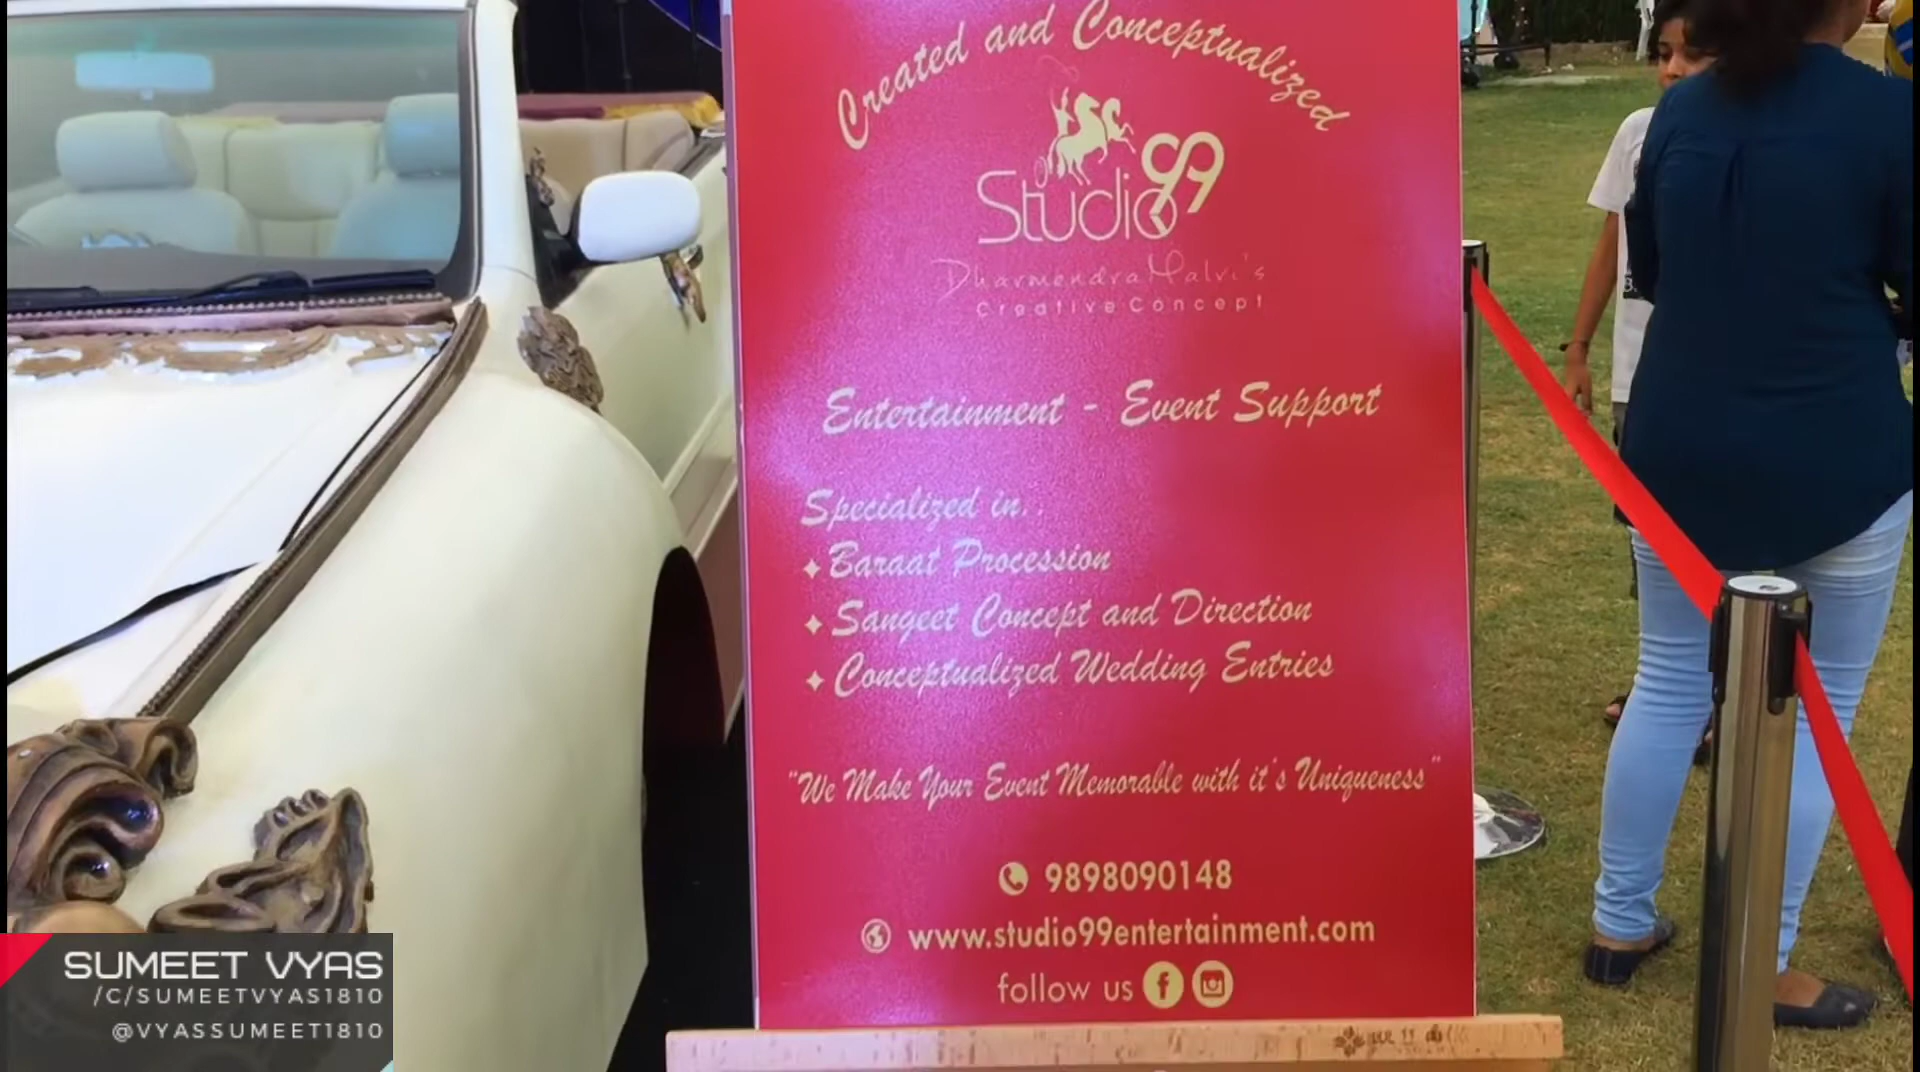 Created and Conceptualized
Studio99
Dharmendra Malvi's
Creative Concept
Entertainment - Event Support
Specialized in..
Baraat Procession
Sangeet Concept and Direction
Conceptualized Wedding Entries
"We Make Your Event Memorable with it's Uniqueness"
9898090148
www.studio99entertainment.com
follow us
SUMEET VYAS
/C/SUMEETVYAS1810
@VYASSUMEET1810